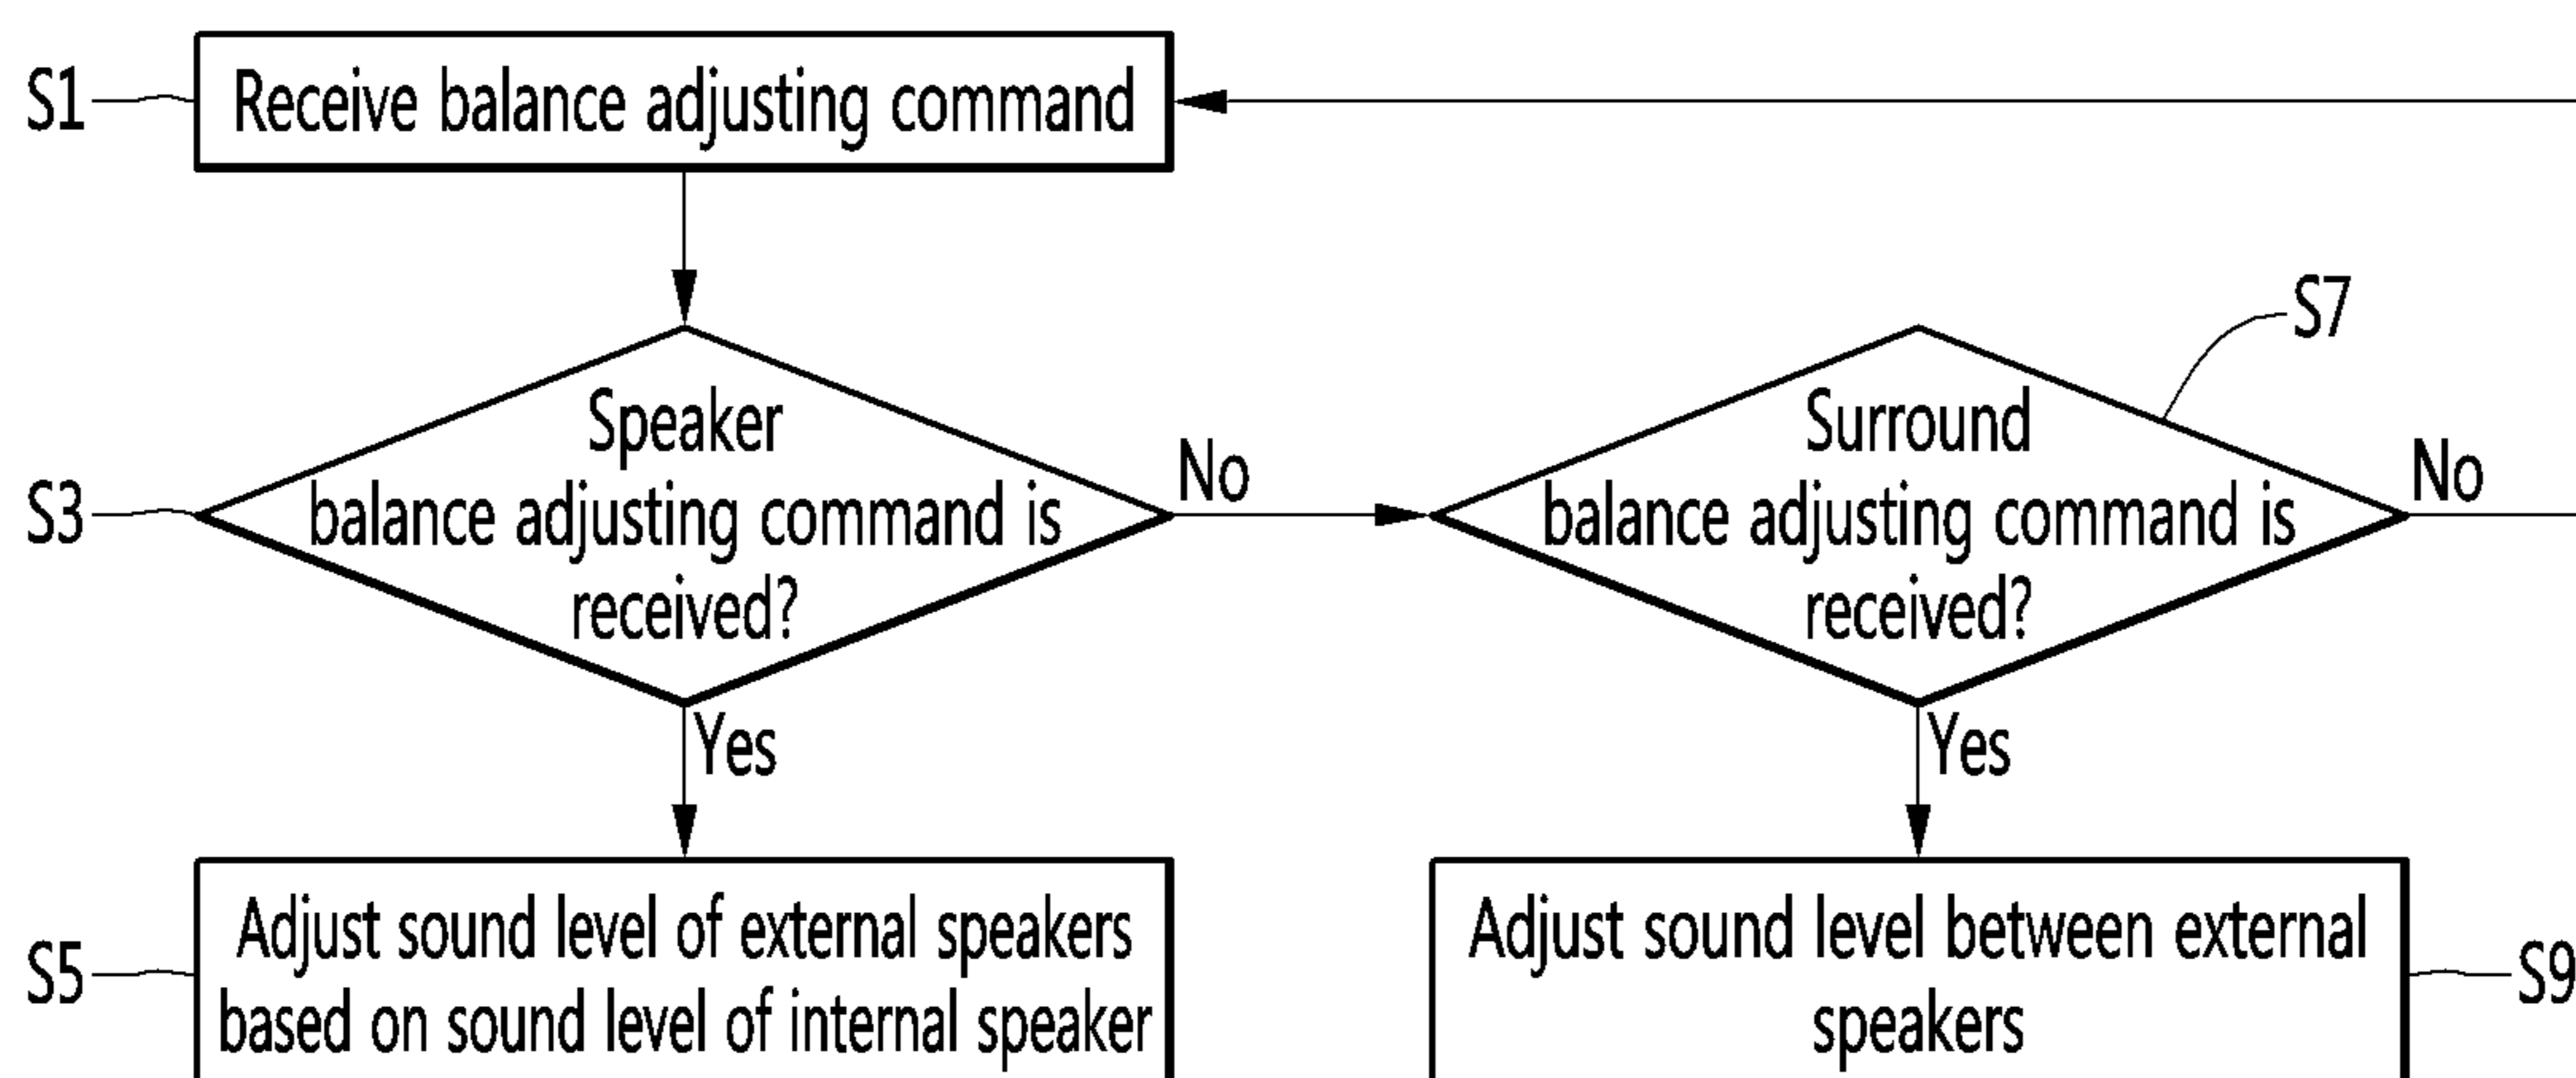 S1
Receive balance adjusting command
S7
Speaker
balance adjusting command is
received?
S3
No
Surround
balance adjusting command is
received?
No
Yes
Yes
S5
Adjust sound level of external speakers
based on sound level of internal speaker
Adjust sound level between external
speakers
S9